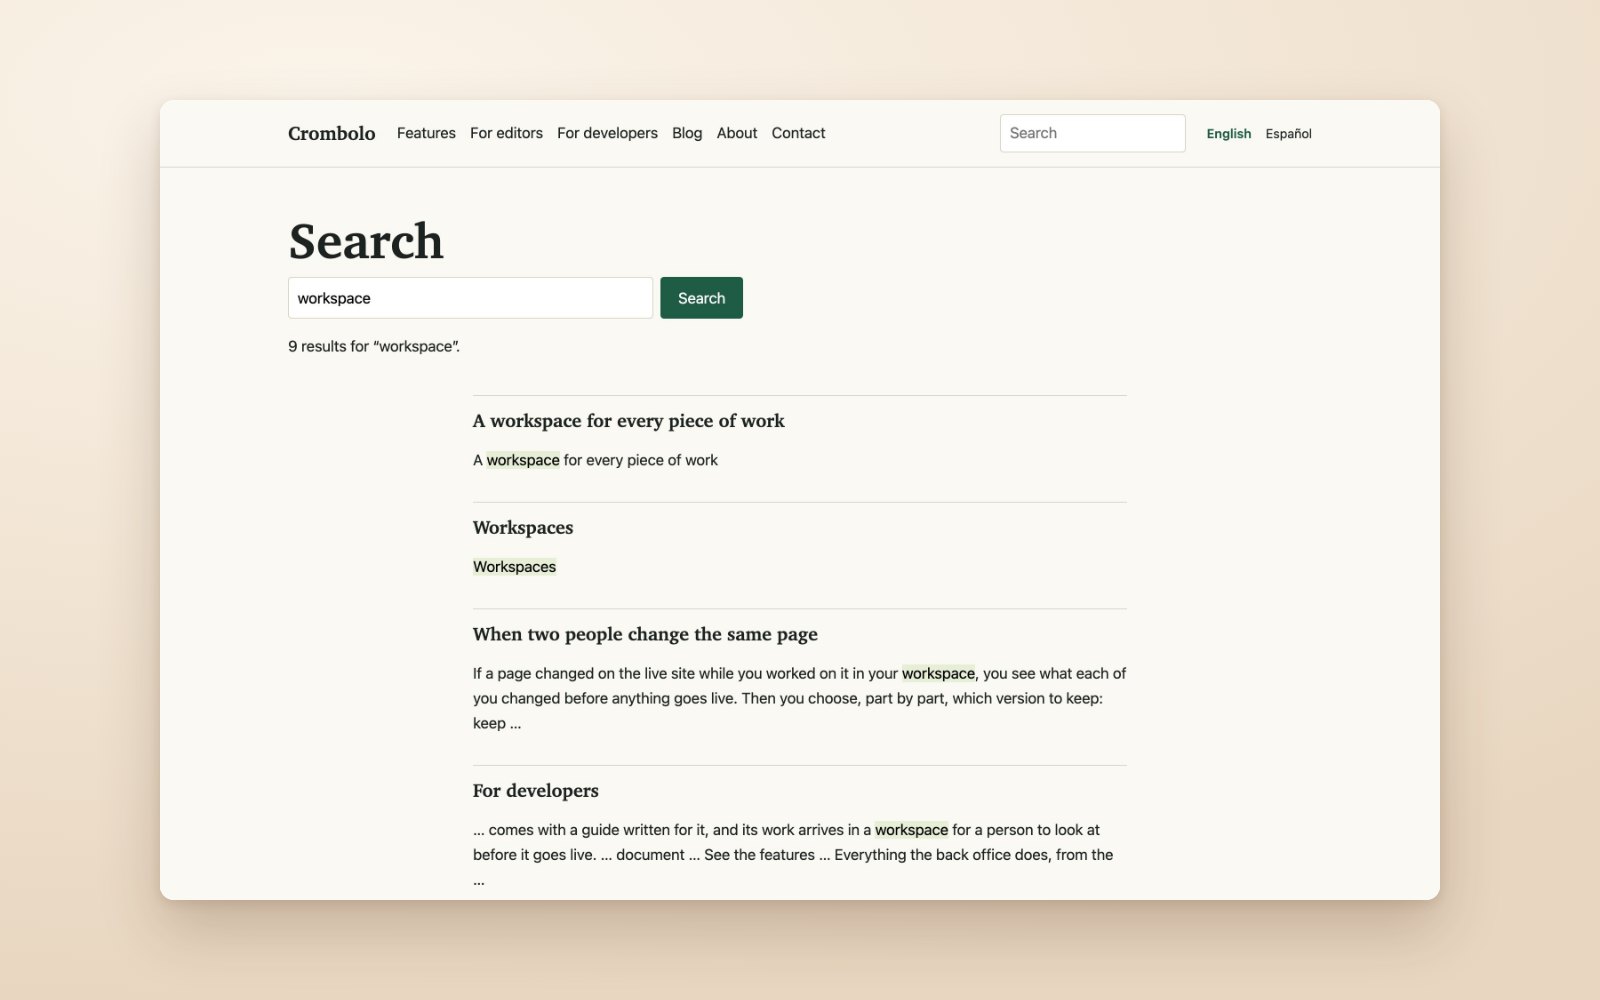 Crombolo Features For editors For developers Blog About Contact Search English Español
Search
workspace Search
9 results for “workspace”.
A workspace for every piece of work
A workspace for every piece of work
Workspaces
Workspaces
When two people change the same page
If a page changed on the live site while you worked on it in your workspace, you see what each of
you changed before anything goes live. Then you choose, part by part, which version to keep:
keep ...
For developers
... comes with a guide written for it, and its work arrives in a workspace for a person to look at
before it goes live. ... document ... See the features ... Everything the back office does, from the
...